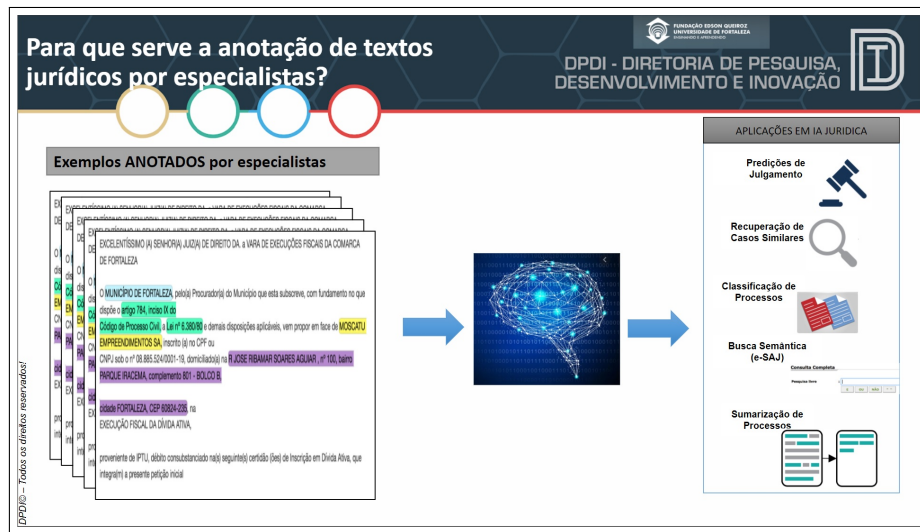 Para que serve a anotação de textos
jurídicos por especialistas?
FUNDAÇÃO EDSON QUEIROZ
UNIVERSIDADE DE FORTALEZA
ENSINANDO E APRENDENDO
DPDI - DIRETORIA DE PESQUISA,
DESENVOLVIMENTO E INOVAÇÃO
Exemplos ANOTADOS por especialistas
EXCELENTÍSSIMO (A) SENHOR(A) JUIZ(A) DE DIREITO DA. a VARA DE EXECUÇÕES FISCAIS DA COMARCA
DE FORTALEZA
O MUNICÍPIO DE FORTALEZA, pelo(a) Procurador(a) do Município que esta subscreve, com fundamento no que
dispõe o artigo 784, inciso IX do
Código de Processo Civil, a Lei nº 6.380/80 e demais disposições aplicáveis, vem propor em face de MOSCATU
EMPREENDIMENTOS SA, inscrito (a) no CPF ou
CNPJ sob o nº 08.885.524/0001-19, domiciliado(a) na R JOSE RIBAMAR SOARES AGUIAR , nº 100, bairro
PARQUE IRACEMA, complemento 801 - BOLCO B.
cidade FORTALEZA, CEP 60824-235, na
EXECUÇÃO FISCAL DA DÍVIDA ATIVA,
proveniente de IPTU, débito consubstanciado na(s) seguinte(s) certidão (ões) de Inscrição em Dívida Ativa, que
integra(m) a presente petição inicial
APLICAÇÕES EM IA JURIDICA
Predições de
Julgamento
Recuperação de
Casos Similares
Classificação de
Processos
Busca Semântica
(e-SAJ)
Consulta Completa
Pesquisa livre
E OU NÃO
Sumarização de
Processos
DPDI© – Todos os direitos reservados!